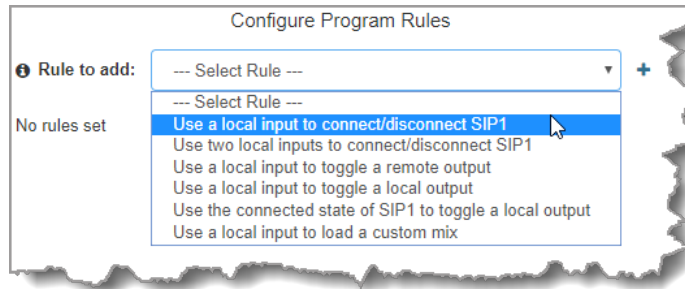 Configure Program Rules
Rule to add: --- Select Rule ---
--- Select Rule ---
No rules set
Use a local input to connect/disconnect SIP1
Use two local inputs to connect/disconnect SIP1
Use a local input to toggle a remote output
Use a local input to toggle a local output
Use the connected state of SIP1 to toggle a local output
Use a local input to load a custom mix